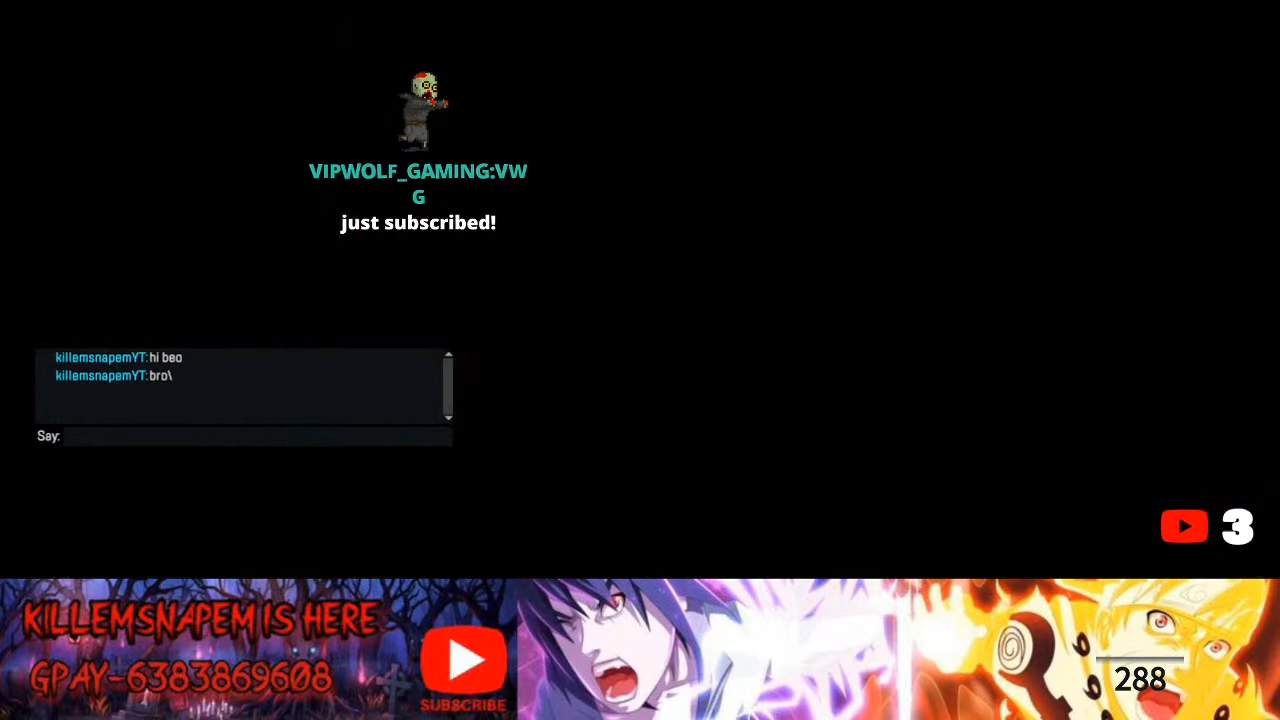 VIPWOLF_GAMING:VW
G
just subscribed!
killemsnapemYT: hi beo
killemsnapemYT: bro\
Say:
3
KILLEMSNAPEM IS HERE
GPAY-6383869608
SUBSCRIBE
288